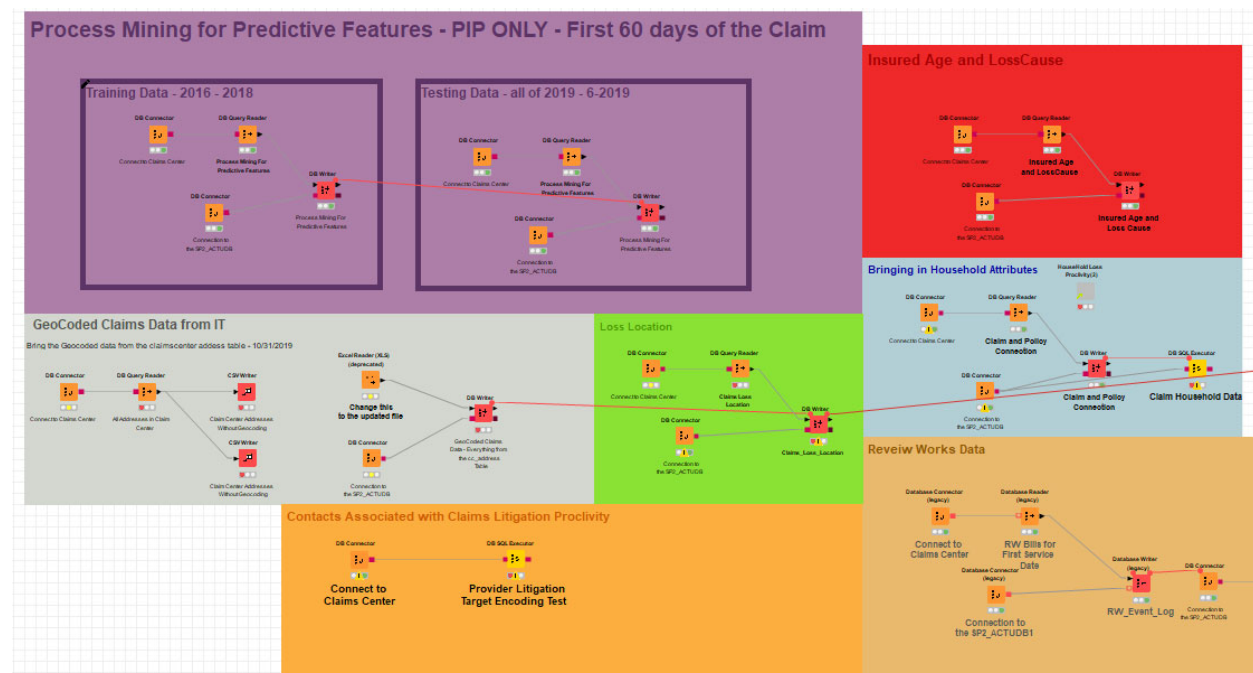 Process Mining for Predictive Features - PIP ONLY - First 60 days of the Claim
Training Data - 2016 - 2018
DB Connector
Connect to Claims Center
DB Query Reader
Process Mining For
Predictive Features
DB Connector
Connection to
the SP2_ACTUDB
DB Writer
Process Mining For
Predictive Features
Testing Data - all of 2019 - 6-2019
DB Connector
Connect to Claims Center
DB Query Reader
Process Mining For
Predictive Features
DB Connector
Connection to
the SP2_ACTUDB
DB Writer
Process Mining For
Predictive Features
Insured Age and LossCause
DB Connector
Connect to Claims Center
DB Query Reader
Insured Age
and LossCause
DB Connector
Connection to
the SP2_ACTUDB
DB Writer
Insured Age and
Loss Cause
Bringing in Household Attributes
HouseHold Loss
Proclivity(2)
DB Connector
Connect to Claims Center
DB Query Reader
Claim and Policy
Connection
DB Connector
Connection to
the SP2_ACTUDB
DB Writer
Claim and Policy
Connection
DB SQL Executor
Claim Household Data
GeoCoded Claims Data from IT
Bring the Geocoded data from the claimscenter addess table - 10/31/2019
DB Connector
Connect to Claims Center
DB Query Reader
All Addresses in Claim
Center
CSV Writer
Claim Center Addresses
WithoutGeocoding
CSV Writer
Claim Center Addresses
WithoutGeocoding
Excel Reader (XLS)
(deprecated)
Change this
to the updated file
DB Connector
Connection to
the SP2_ACTUDB
DB Writer
GeoCoded Claims
Data - Everything from
the cc_address
Table
Loss Location
DB Connector
Connect to Claims Center
DB Query Reader
Claims Loss
Location
DB Connector
Connection to
the SP2_ACTUDB
DB Writer
Claims_Loss_Location
Contacts Associated with Claims Litigation Proclivity
DB Connector
Connect to
Claims Center
DB SQL Executor
Provider Litigation
Target Encoding Test
Reveiw Works Data
Database Connector
(legacy)
Connect to
Claims Center
Database Reader
(legacy)
RW Bills for
First Service
Date
Database Connector
(legacy)
Connection to
the SP2_ACTUDB1
Database Writer
(legacy)
RW_Event_Log
DB Connector
Connection to
the SP2_ACTUDB